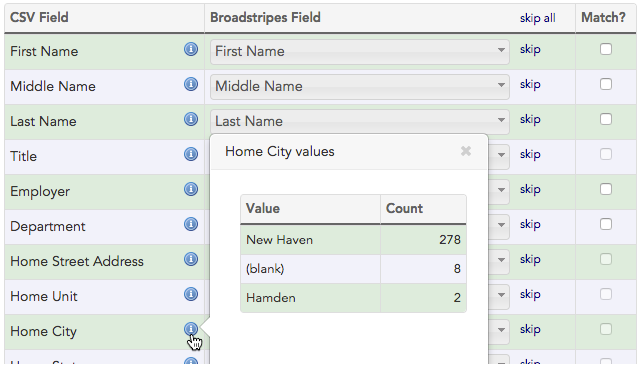 CSV Field Broadstripes Field skip all Match?
First Name First Name skip
Middle Name Middle Name skip
Last Name Last Name skip
Title skip
Employer skip
Department skip
Home Street Address skip
Home Unit skip
Home City skip
Home City values
Value Count
New Haven 278
(blank) 8
Hamden 2